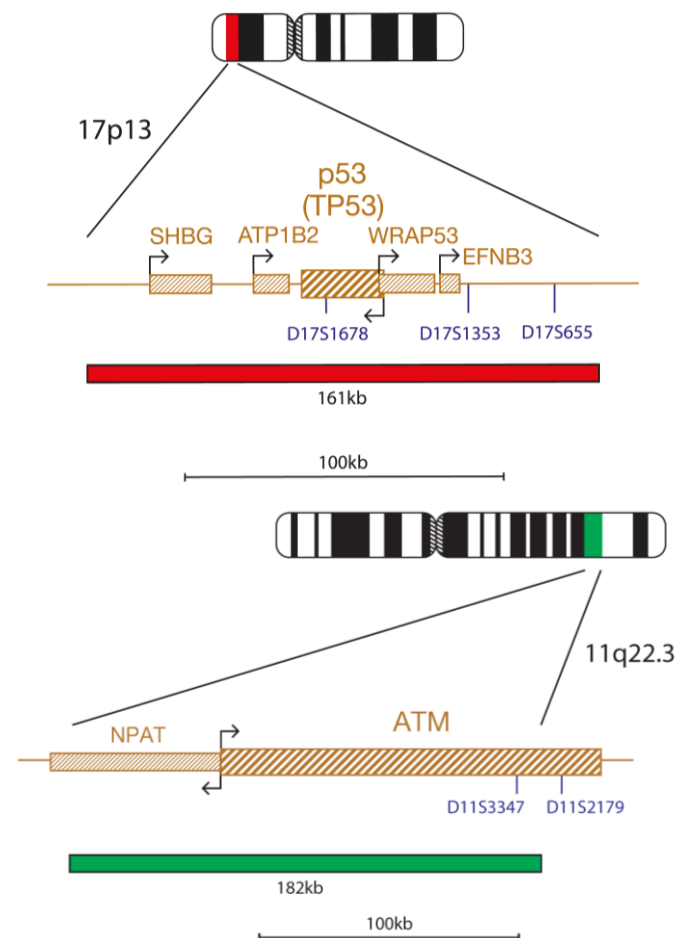 17p13
p53
(TP53)
SHBG
ATP1B2
WRAP53
EFNB3
D17S1678
D17S1353
D17S655
161kb
100kb
11q22.3
NPAT
ATM
D11S3347
D11S2179
182kb
100kb